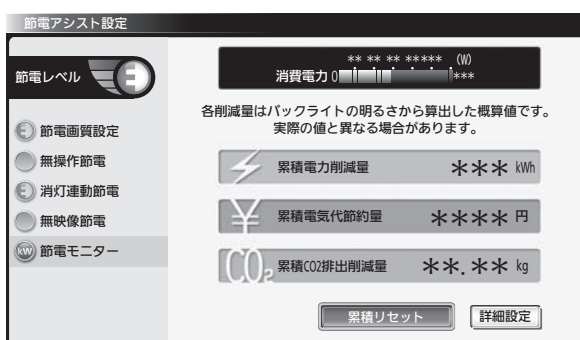 節電アシスト設定
節電レベル
節電画質設定
無操作節電
消灯連動節電
無映像節電
kW 節電モニター
** ** ** ***** (W)
消費電力 0 ***
各削減量はバックライトの明るさから算出した概算値です。
実際の値と異なる場合があります。
累積電力削減量 *** kWh
¥ 累積電気代節約量 **** 円
CO2 累積CO2排出削減量 **.** kg
累積リセット 詳細設定